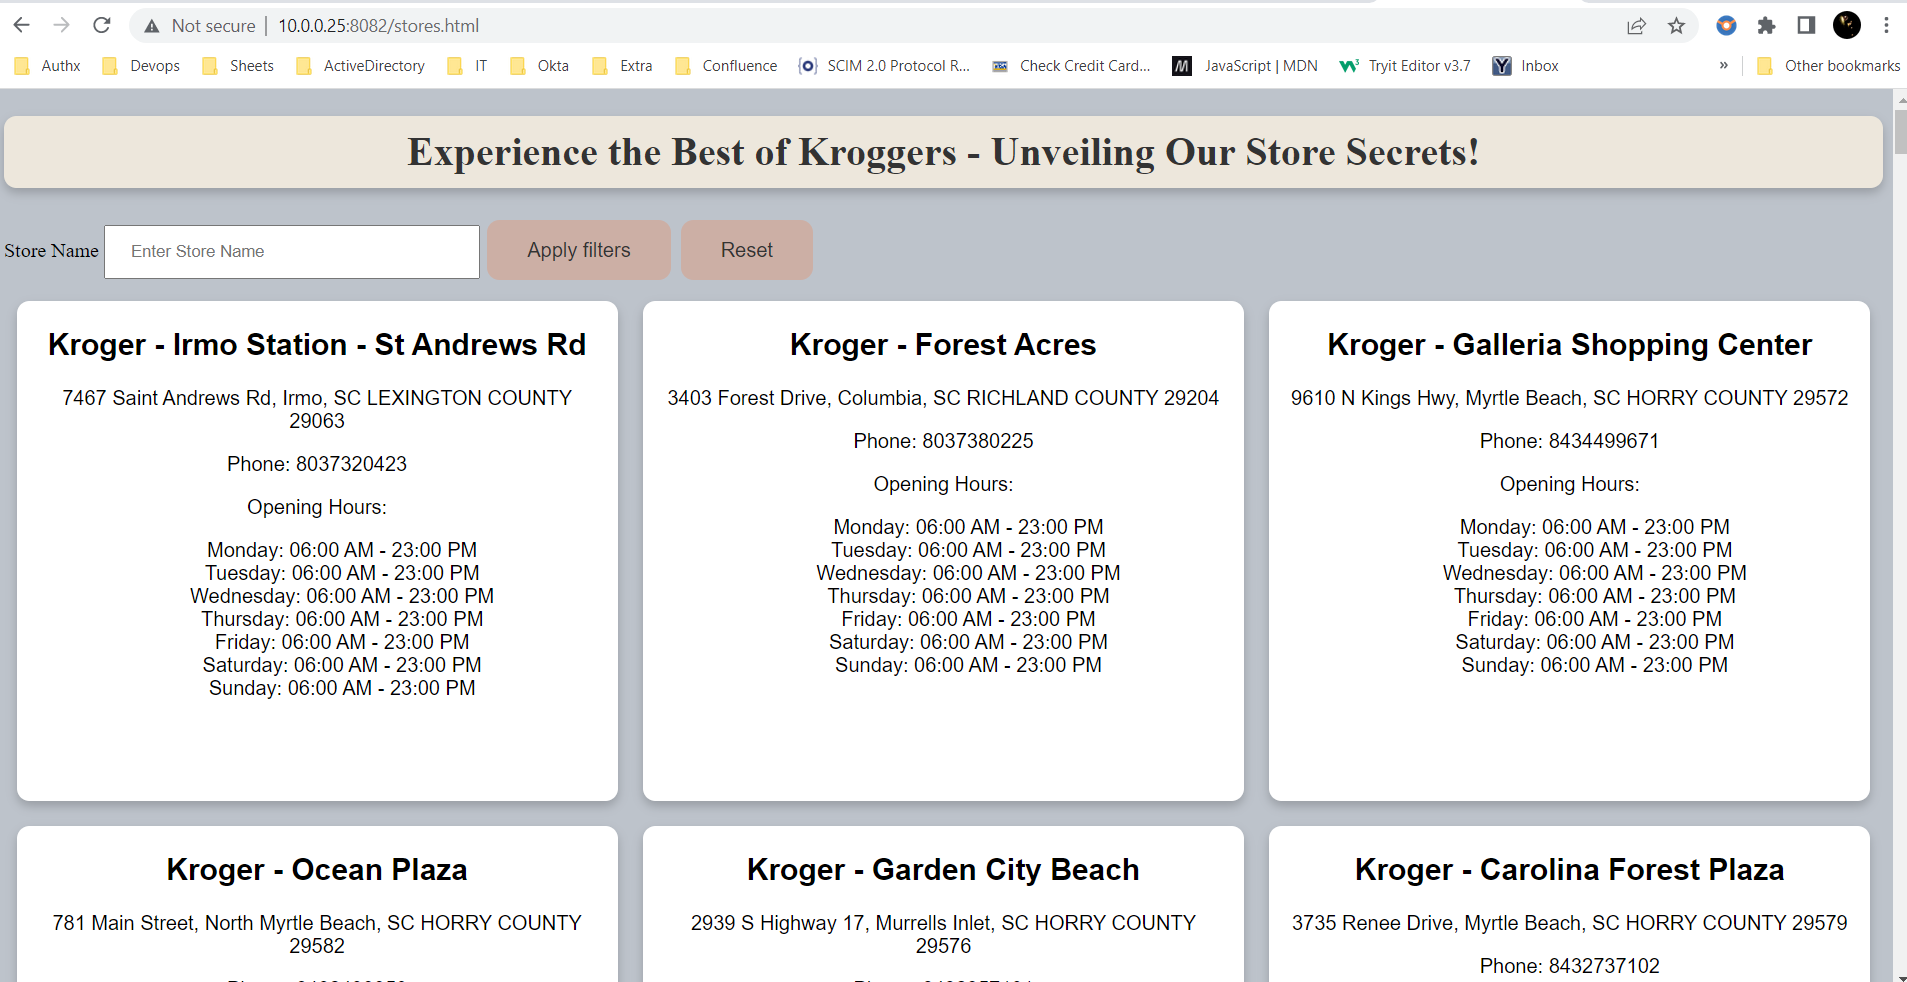 Not secure | 10.0.0.25:8082/stores.html
Authx Devops Sheets ActiveDirectory IT Okta Extra Confluence SCIM 2.0 Protocol R... Check Credit Card... JavaScript | MDN Tryit Editor v3.7 Inbox » Other bookmarks
Experience the Best of Kroggers - Unveiling Our Store Secrets!
Store Name Enter Store Name Apply filters Reset
Kroger - Irmo Station - St Andrews Rd
7467 Saint Andrews Rd, Irmo, SC LEXINGTON COUNTY
29063
Phone: 8037320423
Opening Hours:
Monday: 06:00 AM - 23:00 PM
Tuesday: 06:00 AM - 23:00 PM
Wednesday: 06:00 AM - 23:00 PM
Thursday: 06:00 AM - 23:00 PM
Friday: 06:00 AM - 23:00 PM
Saturday: 06:00 AM - 23:00 PM
Sunday: 06:00 AM - 23:00 PM
Kroger - Forest Acres
3403 Forest Drive, Columbia, SC RICHLAND COUNTY 29204
Phone: 8037380225
Opening Hours:
Monday: 06:00 AM - 23:00 PM
Tuesday: 06:00 AM - 23:00 PM
Wednesday: 06:00 AM - 23:00 PM
Thursday: 06:00 AM - 23:00 PM
Friday: 06:00 AM - 23:00 PM
Saturday: 06:00 AM - 23:00 PM
Sunday: 06:00 AM - 23:00 PM
Kroger - Galleria Shopping Center
9610 N Kings Hwy, Myrtle Beach, SC HORRY COUNTY 29572
Phone: 8434499671
Opening Hours:
Monday: 06:00 AM - 23:00 PM
Tuesday: 06:00 AM - 23:00 PM
Wednesday: 06:00 AM - 23:00 PM
Thursday: 06:00 AM - 23:00 PM
Friday: 06:00 AM - 23:00 PM
Saturday: 06:00 AM - 23:00 PM
Sunday: 06:00 AM - 23:00 PM
Kroger - Ocean Plaza
781 Main Street, North Myrtle Beach, SC HORRY COUNTY
29582
Kroger - Garden City Beach
2939 S Highway 17, Murrells Inlet, SC HORRY COUNTY
29576
Kroger - Carolina Forest Plaza
3735 Renee Drive, Myrtle Beach, SC HORRY COUNTY 29579
Phone: 8432737102